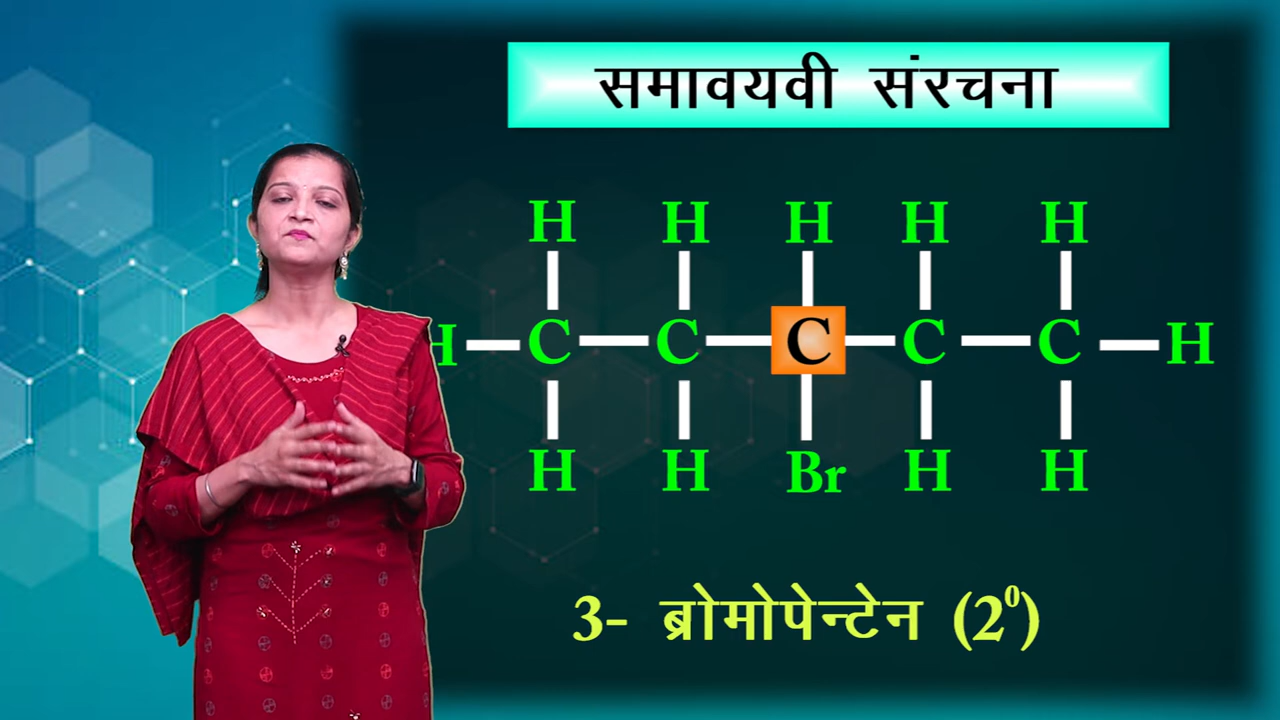 समावयवी संरचना
H H H H H
H C C C C C H
H H Br H H
3- ब्रोमोपेन्टेन (2⁰)